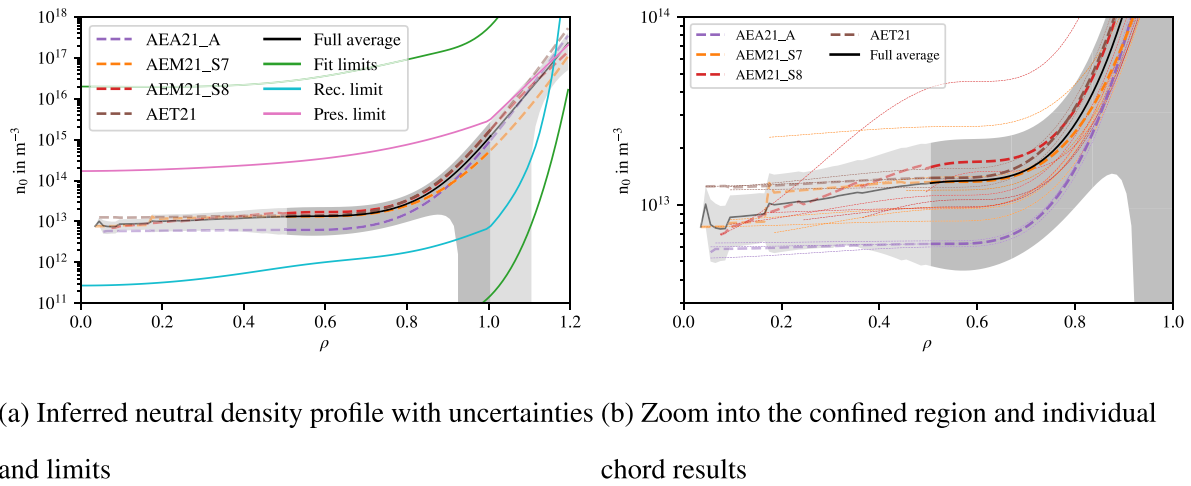 10^18
10^17
10^16
10^15
10^14
10^13
10^12
10^11
n₀ in m⁻³
AEA21_A
AEM21_S7
AEM21_S8
AET21
Full average
Fit limits
Rec. limit
Pres. limit
0.0 0.2 0.4 0.6 0.8 1.0 1.2
ρ
10^14
10^13
n₀ in m⁻³
AEA21_A
AEM21_S7
AEM21_S8
AET21
Full average
0.0 0.2 0.4 0.6 0.8 1.0
ρ
(a) Inferred neutral density profile with uncertainties
and limits
(b) Zoom into the confined region and individual
chord results